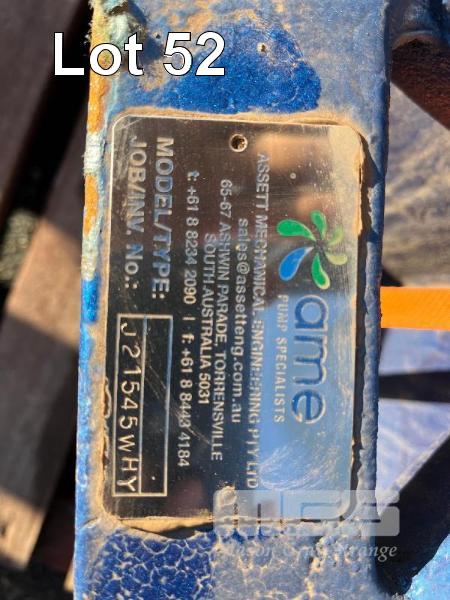 Lot 52
ame
PUMP SPECIALISTS
ASSETT MECHANICAL ENGINEERING PTY LTD
sales@assetteng.com.au
65-67 ASHWIN PARADE, TORRENSVILLE
SOUTH AUSTRALIA 5031
t: +61 8 8234 2090 | f: +61 8 8443 4184
MODEL/TYPE:
JOB/INV. No.: J21545WHY